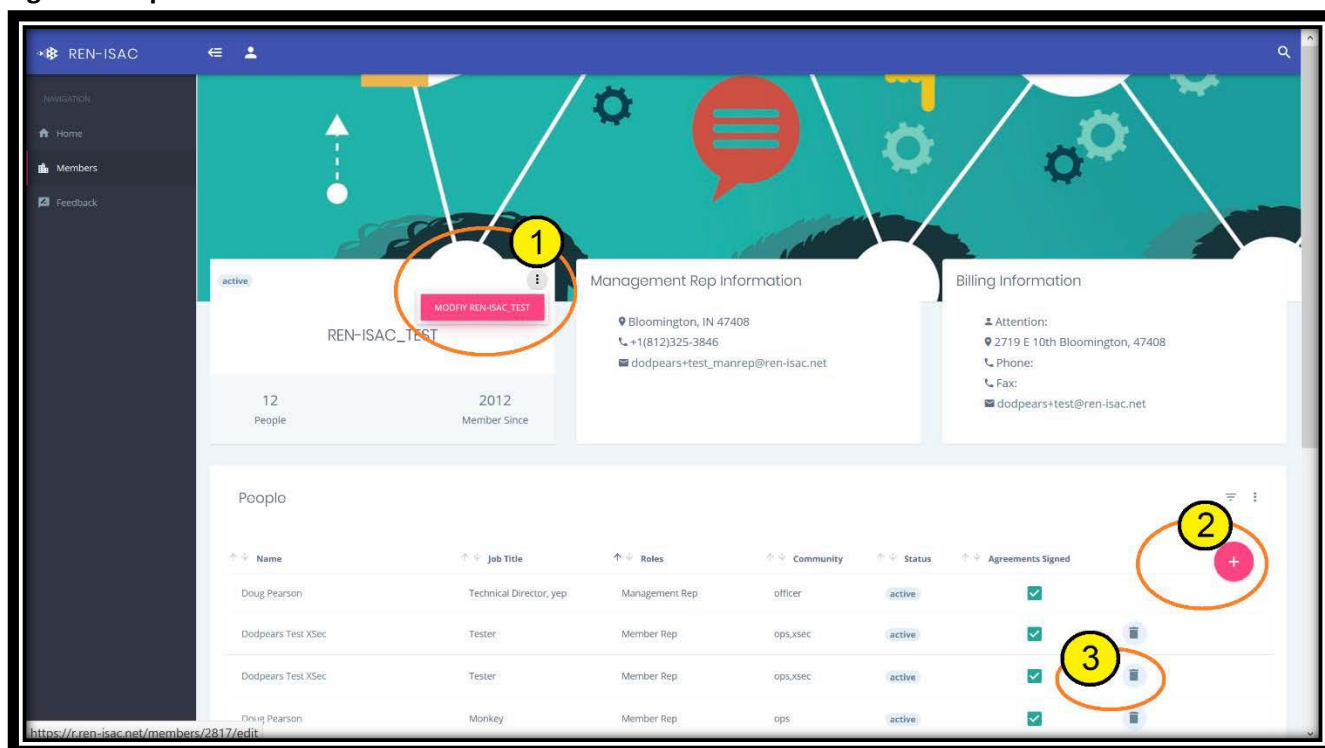 REN-ISAC
NAVIGATION
Home
Members
Feedback
1
active
MODFIY REN-ISAC_TEST
REN-ISAC_TEST
12
People
2012
Member Since
Management Rep Information
Bloomington, IN 47408
+1(812)325-3846
dodpears+test_manrep@ren-isac.net
Billing Information
Attention:
2719 E 10th Bloomington, 47408
Phone:
Fax:
dodpears+test@ren-isac.net
People
2
Name Job Title Roles Community Status Agreements Signed
+
Doug Pearson Technical Director, yep Management Rep officer active
Dodpears Test XSec Tester Member Rep ops,xsec active
3
Dodpears Test XSec Tester Member Rep ops,xsec active
Doug Pearson Monkey Member Rep ops active
https://r.ren-isac.net/members/2817/edit